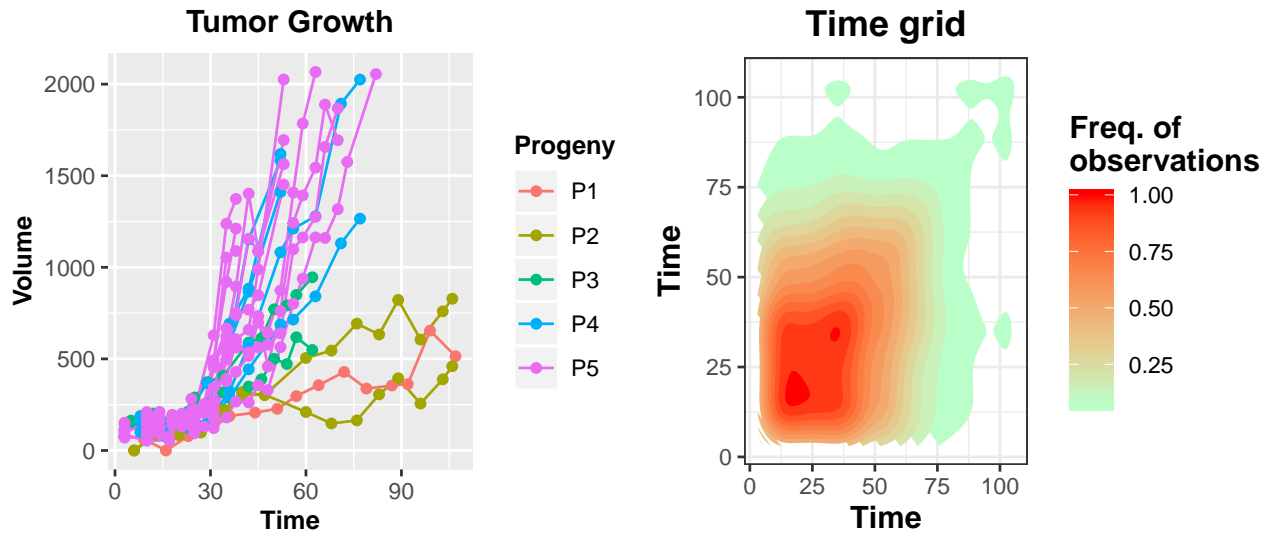 Tumor Growth
2000
1500
1000
500
0
0 30 60 90
Volume
Time
Progeny
P1
P2
P3
P4
P5
Time grid
100
75
50
25
0
0 25 50 75 100
Time
Time
Freq. of
observations
1.00
0.75
0.50
0.25